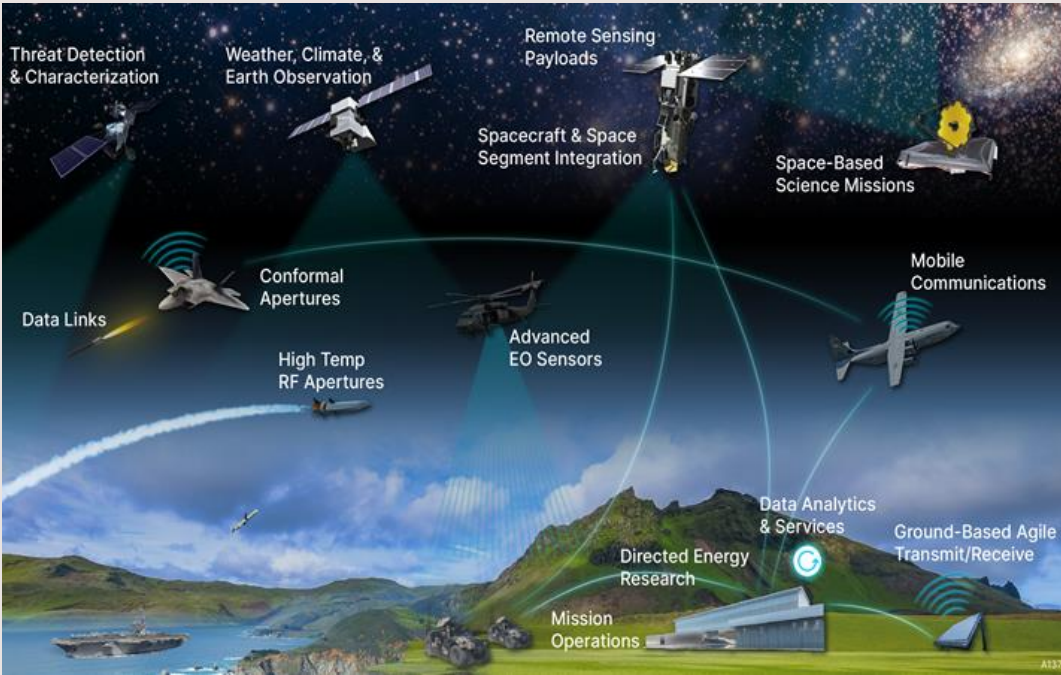 Threat Detection
& Characterization
Weather, Climate, &
Earth Observation
Remote Sensing
Payloads
Spacecraft & Space
Segment Integration
Space-Based
Science Missions
Conformal
Apertures
Mobile
Communications
Data Links
Advanced
EO Sensors
High Temp
RF Apertures
Data Analytics
& Services
Ground-Based Agile
Transmit/Receive
Directed Energy
Research
Mission
Operations
A137